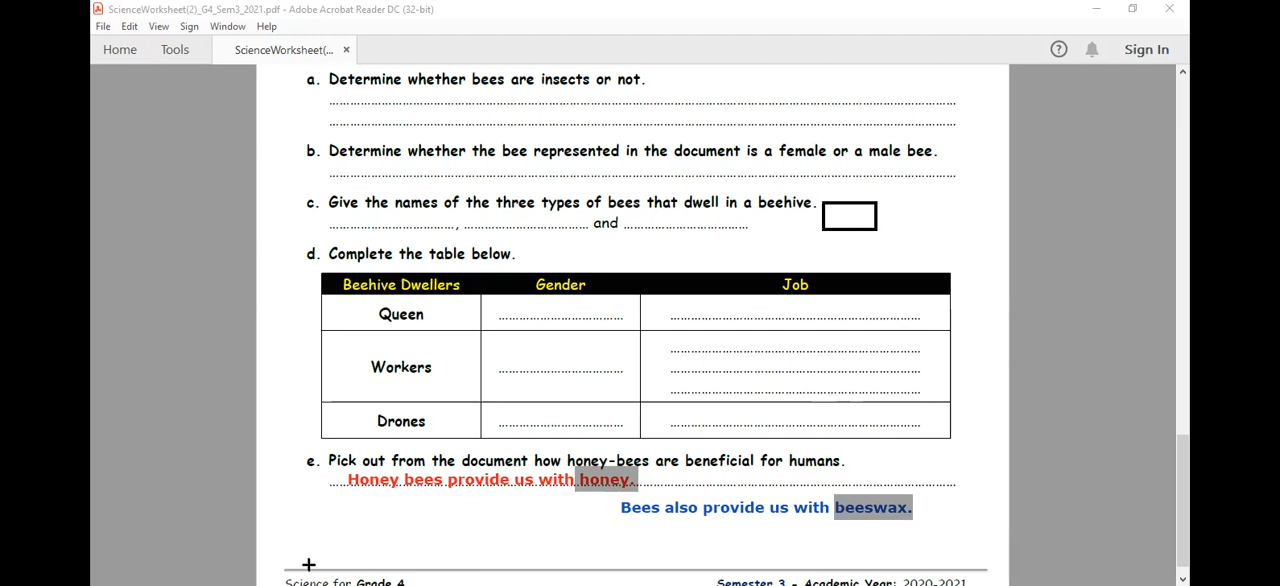 ScienceWorksheet(2)_G4_Sem3_2021.pdf - Adobe Acrobat Reader DC (32-bit)
File Edit View Sign Window Help
Home Tools ScienceWorksheet(... × Sign In
a. Determine whether bees are insects or not.
b. Determine whether the bee represented in the document is a female or a male bee.
c. Give the names of the three types of bees that dwell in a beehive.
……………………………, …………………………… and ……………………………
d. Complete the table below.
Beehive Dwellers Gender Job
Queen
Workers
Drones
e. Pick out from the document how honey-bees are beneficial for humans.
Honey bees provide us with honey.
Bees also provide us with beeswax.
Science for Grade 4 Semester 3 - Academic Year: 2020-2021